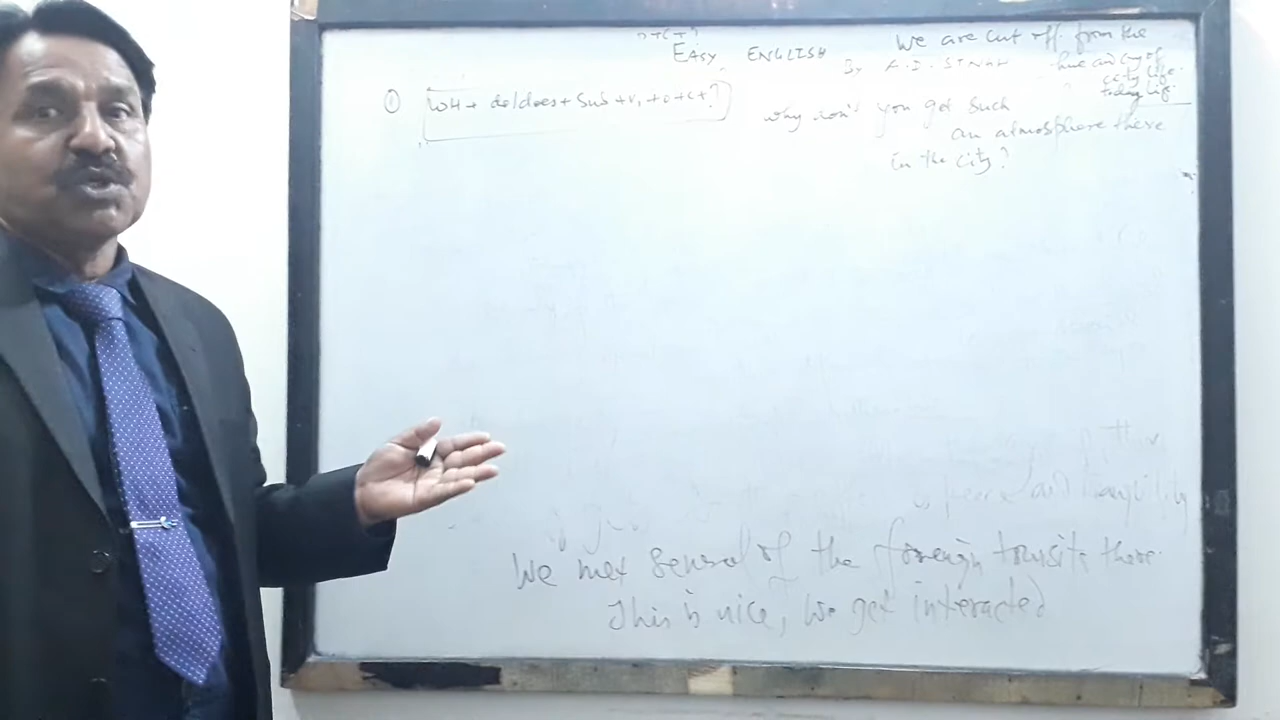 EASY ENGLISH
By K.D. SINAH
① WH + do/does + Sub + V1 + O + C + ?
We are cut off from the
hue and cry of
city life.
today life.
Why don't you get such
an atmosphere there
in the city?
peace and tranquility
We met several of the foreign tourists there.
This is nice, We get interacted